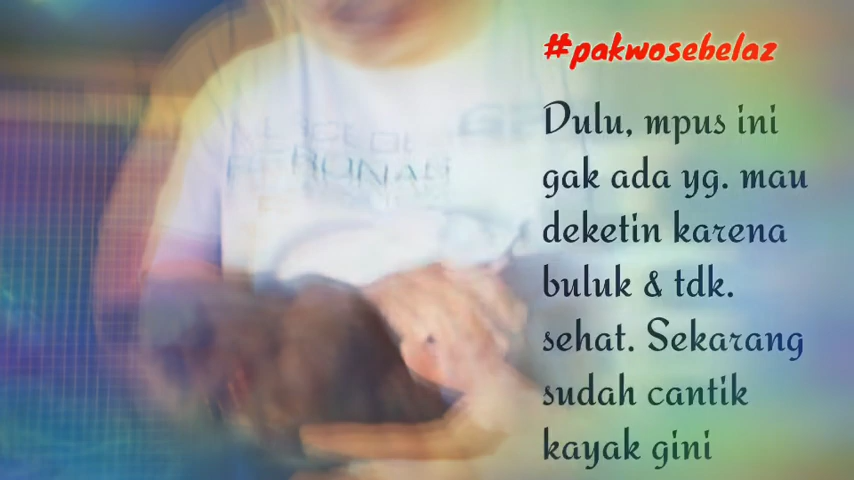 #pakwosebelaz
Dulu, mpus ini
gak ada yg. mau
deketin karena
buluk & tdk.
sehat. Sekarang
sudah cantik
kayak gini